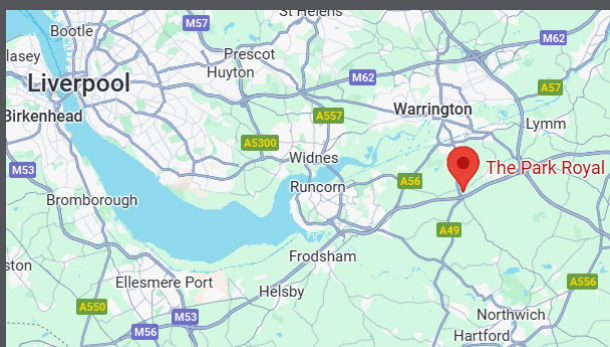 St Helens
Bootle
M57
M62
Prescot
lasey
Huyton
M62
A57
Liverpool
Warrington
Birkenhead
A557
Lymm
A5300
Widnes
M53
The Park Royal
Runcorn
A56
Bromborough
A49
Frodsham
ston
Ellesmere Port
Helsby
A556
A550
M53
Northwich
M56
Hartford